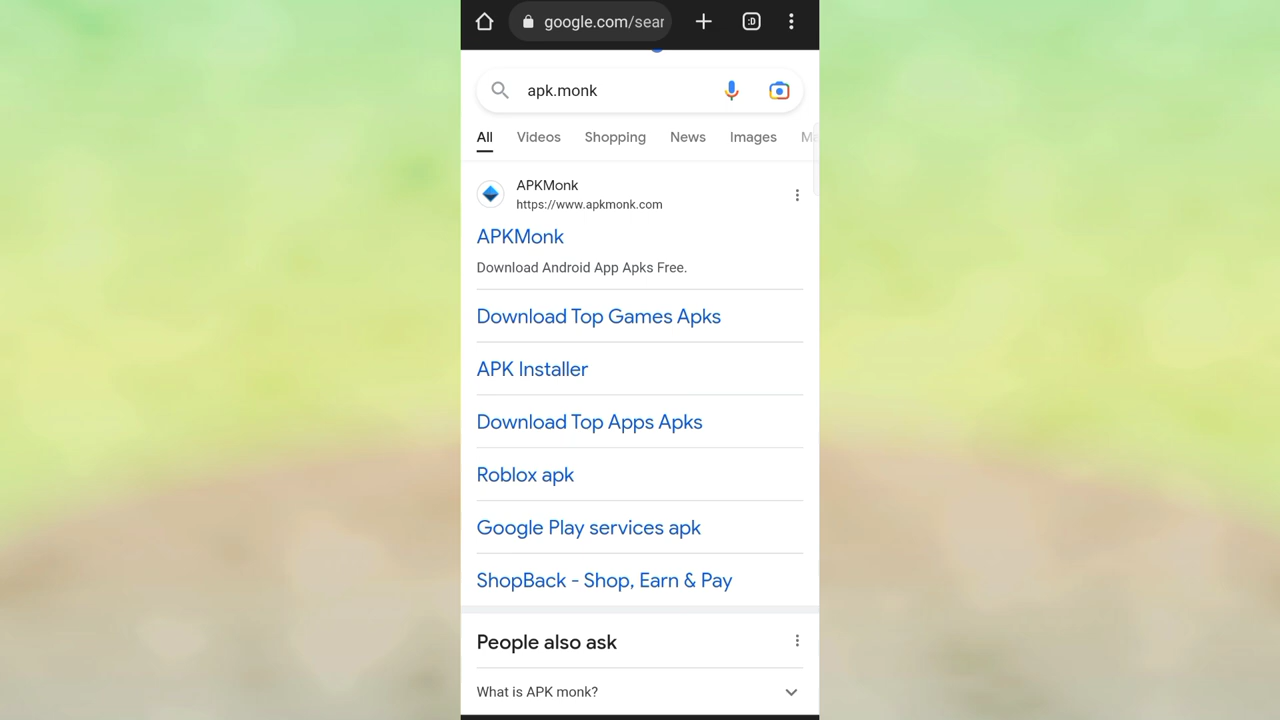 google.com/sear
:D
apk.monk
All Videos Shopping News Images
APKMonk
https://www.apkmonk.com
APKMonk
Download Android App Apks Free.
Download Top Games Apks
APK Installer
Download Top Apps Apks
Roblox apk
Google Play services apk
ShopBack - Shop, Earn & Pay
People also ask
What is APK monk?